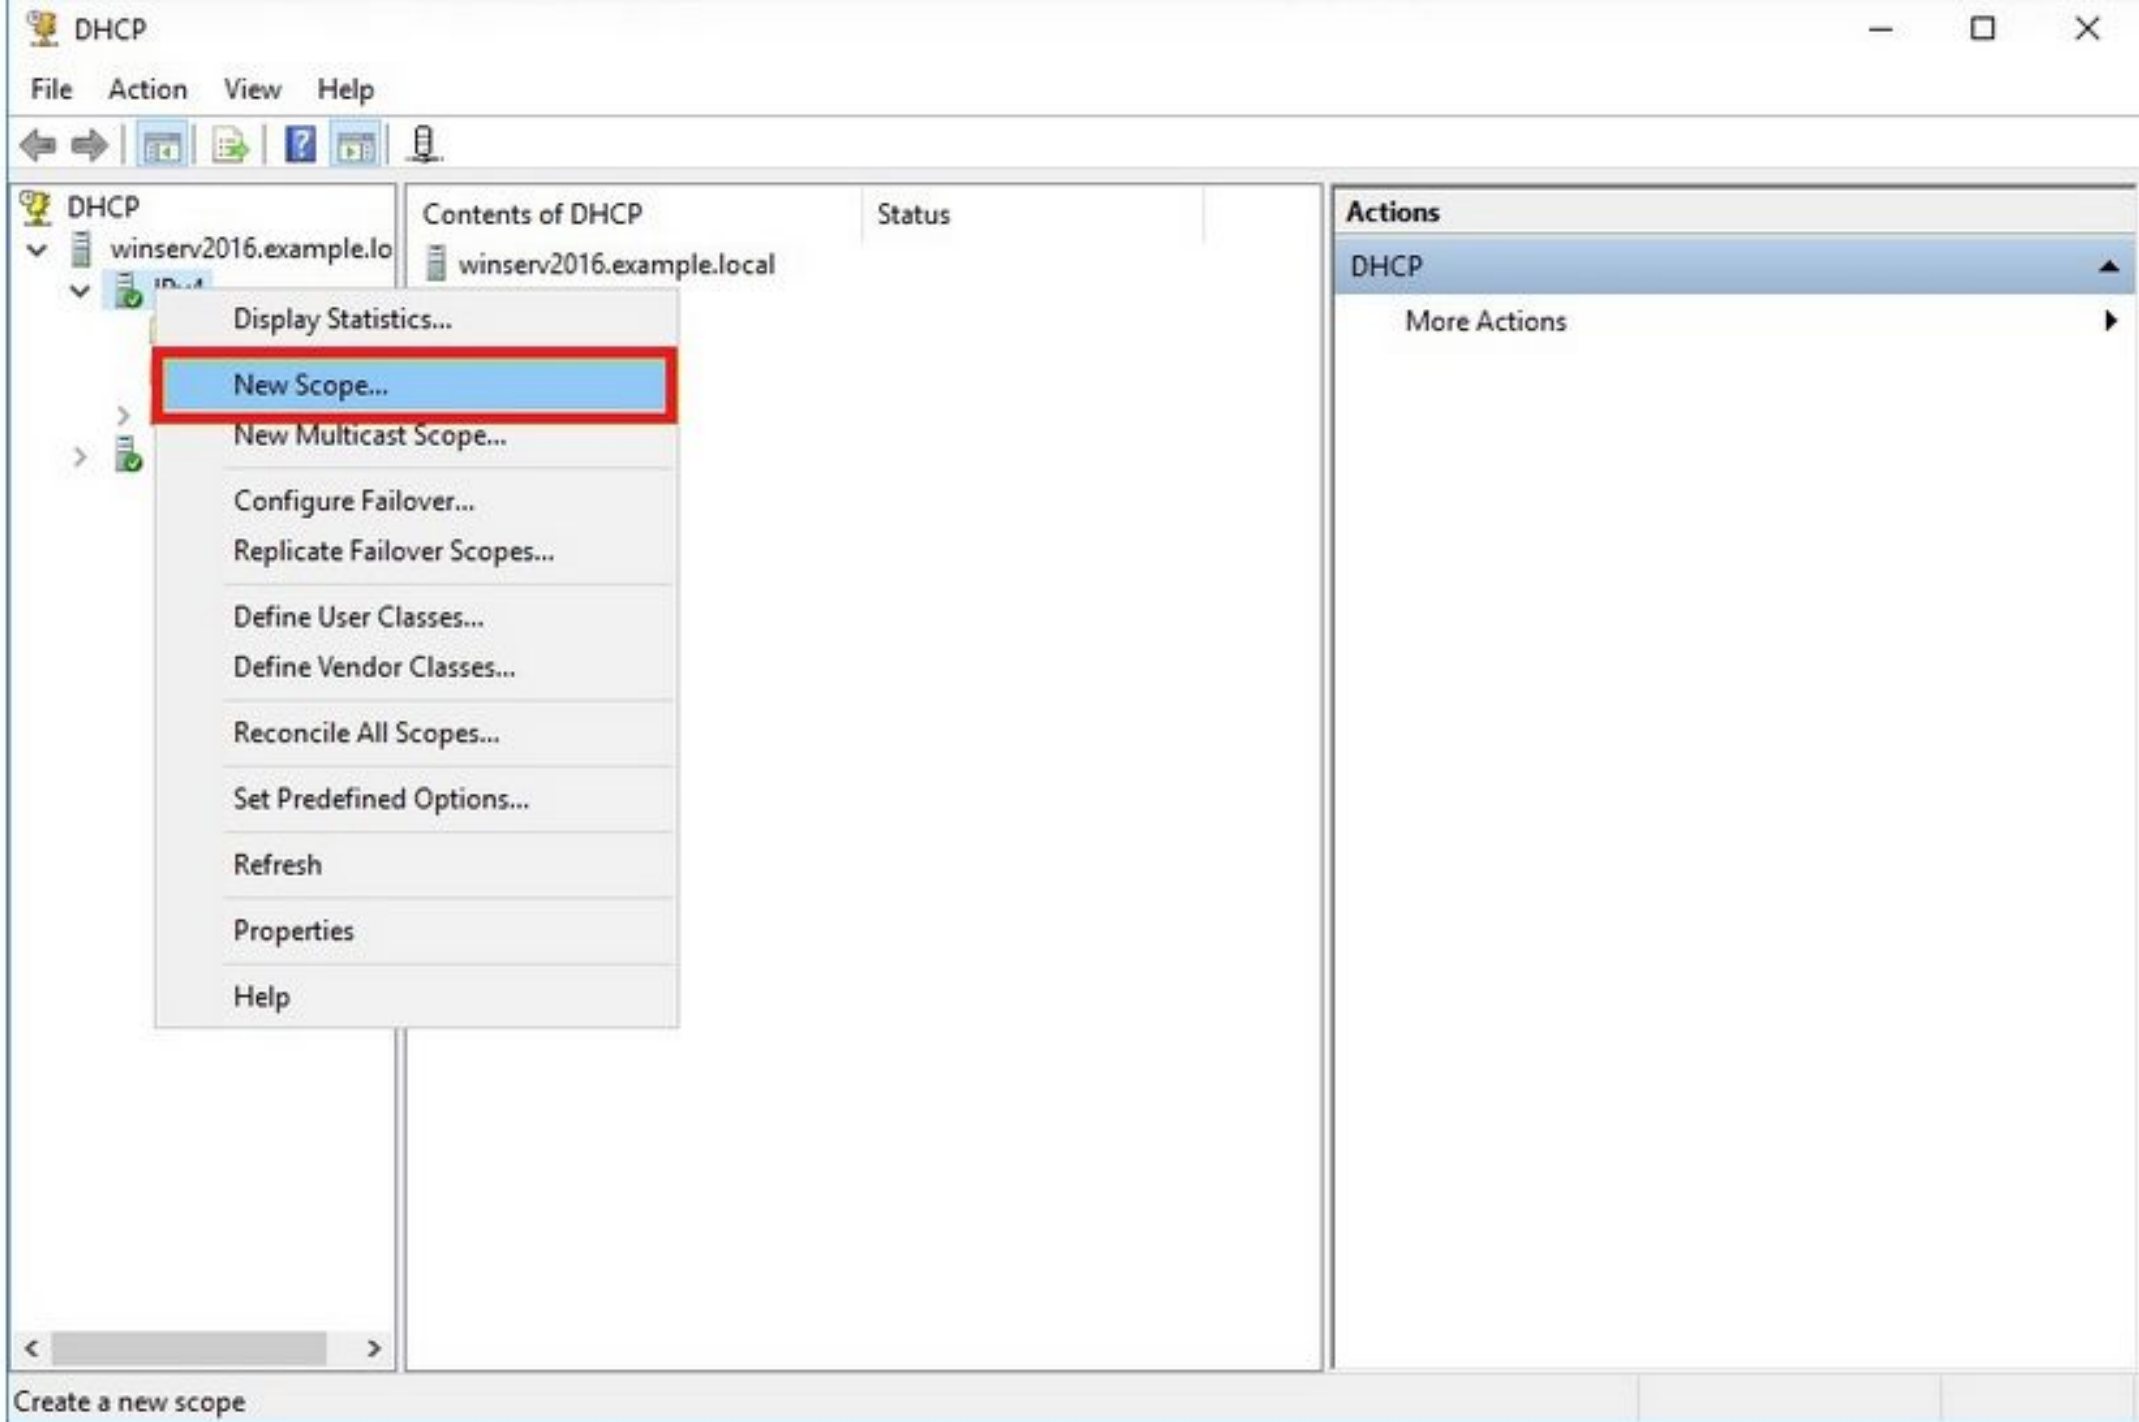 DHCP
File Action View Help
DHCP
winserv2016.example.lo
IPv4
Contents of DHCP Status
winserv2016.example.local
Actions
DHCP
More Actions
Display Statistics...
New Scope...
New Multicast Scope...
Configure Failover...
Replicate Failover Scopes...
Define User Classes...
Define Vendor Classes...
Reconcile All Scopes...
Set Predefined Options...
Refresh
Properties
Help
Create a new scope